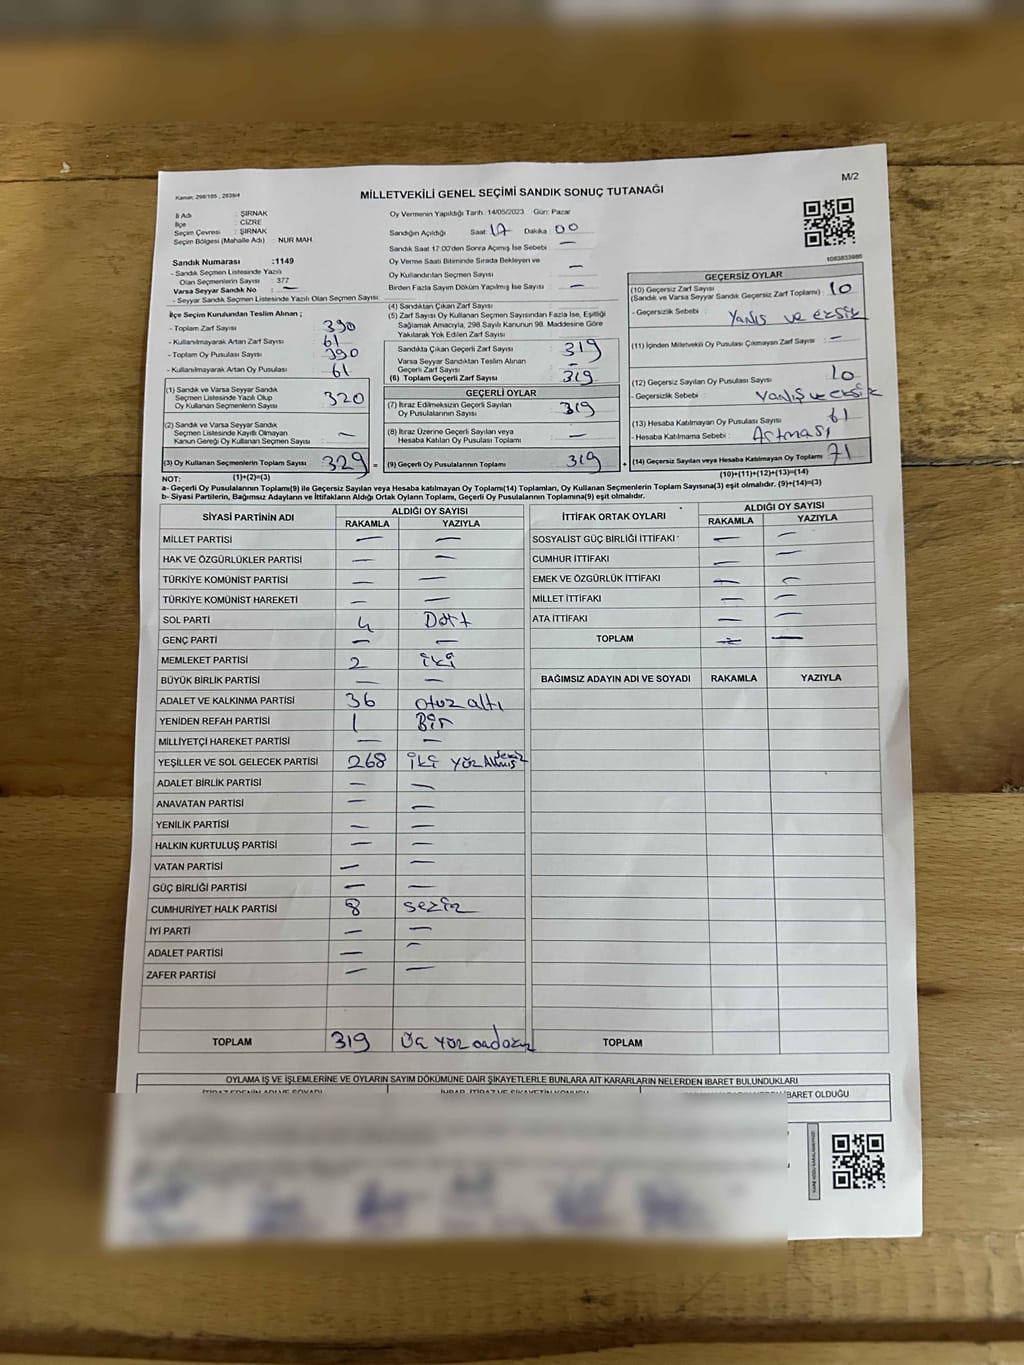 Kanun: 298/105 , 2839/4
M/2
MİLLETVEKİLİ GENEL SEÇİMİ SANDIK SONUÇ TUTANAĞI
İl Adı : ŞIRNAK
İlçe : CİZRE
Seçim Çevresi : ŞIRNAK
Seçim Bölgesi (Mahalle Adı) : NUR MAH.
Sandık Numarası :1149
- Sandık Seçmen Listesinde Yazılı
Olan Seçmenlerin Sayısı : 377
Varsa Seyyar Sandık No : —
- Seyyar Sandık Seçmen Listesinde Yazılı Olan Seçmen Sayısı:
İlçe Seçim Kurulundan Teslim Alınan ;
- Toplam Zarf Sayısı : 390
- Kullanılmayarak Artan Zarf Sayısı : 61
- Toplam Oy Pusulası Sayısı : 390
- Kullanılmayarak Artan Oy Pusulası : 61
(1) Sandık ve Varsa Seyyar Sandık
Seçmen Listesinde Yazılı Olup
Oy Kullanan Seçmenlerin Sayısı : 320
(2) Sandık ve Varsa Seyyar Sandık
Seçmen Listesinde Kayıtlı Olmayan
Kanun Gereği Oy Kullanan Seçmen Sayısı : —
(3) Oy Kullanan Seçmenlerin Toplam Sayısı 329 =
(1)+(2)=(3)
Oy Vermenin Yapıldığı Tarih :14/05/2023 Gün: Pazar
Sandığın Açıldığı Saat: 17 Dakika 00
Sandık Saat 17:00'den Sonra Açılmış İse Sebebi : —
Oy Verme Saati Bitiminde Sırada Bekleyen ve
Oy Kullandırılan Seçmen Sayısı : —
Birden Fazla Sayım Döküm Yapılmış İse Sayısı : —
(4) Sandıktan Çıkan Zarf Sayısı :
(5) Zarf Sayısı Oy Kullanan Seçmen Sayısından Fazla İse, Eşitliği
Sağlamak Amacıyla, 298 Sayılı Kanunun 98. Maddesine Göre
Yakılarak Yok Edilen Zarf Sayısı :
Sandıkta Çıkan Geçerli Zarf Sayısı : 319
Varsa Seyyar Sandıktan Teslim Alınan
Geçerli Zarf Sayısı : —
(6) Toplam Geçerli Zarf Sayısı : 319
GEÇERLİ OYLAR
(7) İtiraz Edilmeksizin Geçerli Sayılan
Oy Pusulalarının Sayısı : 319
(8) İtiraz Üzerine Geçerli Sayılan veya
Hesaba Katılan Oy Pusulası Toplamı : —
(9) Geçerli Oy Pusulalarının Toplamı 319 +
1083833986
GEÇERSİZ OYLAR
(10) Geçersiz Zarf Sayısı
(Sandık ve Varsa Seyyar Sandık Geçersiz Zarf Toplamı) : 10
- Geçersizlik Sebebi : Yanlış ve eksik
(11) İçinden Milletvekili Oy Pusulası Çıkmayan Zarf Sayısı : —
(12) Geçersiz Sayılan Oy Pusulası Sayısı : 10
- Geçersizlik Sebebi : Yanlış ve eksik
(13) Hesaba Katılmayan Oy Pusulası Sayısı : 61
- Hesaba Katılmama Sebebi : Artması
(14) Geçersiz Sayılan veya Hesaba Katılmayan Oy Toplamı : 71
(10)+(11)+(12)+(13)=(14)
NOT:
a- Geçerli Oy Pusulalarının Toplamı(9) ile Geçersiz Sayılan veya Hesaba Katılmayan Oy Toplamı(14) Toplamları, Oy Kullanan Seçmenlerin Toplam Sayısına(3) eşit olmalıdır. (9)+(14)=(3)
b- Siyasi Partilerin, Bağımsız Adayların ve İttifakların Aldığı Ortak Oyların Toplamı, Geçerli Oy Pusulalarının Toplamına(9) eşit olmalıdır.
SİYASİ PARTİNİN ADI ALDIĞI OY SAYISI
RAKAMLA YAZIYLA
MİLLET PARTİSİ — —
HAK VE ÖZGÜRLÜKLER PARTİSİ — —
TÜRKİYE KOMÜNİST PARTİSİ — —
TÜRKİYE KOMÜNİST HAREKETİ — —
SOL PARTİ 4 Dört
GENÇ PARTİ — —
MEMLEKET PARTİSİ 2 iki
BÜYÜK BİRLİK PARTİSİ — —
ADALET VE KALKINMA PARTİSİ 36 otuz altı
YENİDEN REFAH PARTİSİ 1 Bir
MİLLİYETÇİ HAREKET PARTİSİ — —
YEŞİLLER VE SOL GELECEK PARTİSİ 268 iki yüz Altmış sekiz
ADALET BİRLİK PARTİSİ — —
ANAVATAN PARTİSİ — —
YENİLİK PARTİSİ — —
HALKIN KURTULUŞ PARTİSİ — —
VATAN PARTİSİ — —
GÜÇ BİRLİĞİ PARTİSİ — —
CUMHURİYET HALK PARTİSİ 8 sekiz
İYİ PARTİ — —
ADALET PARTİSİ — —
ZAFER PARTİSİ — —
TOPLAM 319 Üç yüz ondokuz
İTTİFAK ORTAK OYLARI ALDIĞI OY SAYISI
RAKAMLA YAZIYLA
SOSYALİST GÜÇ BİRLİĞİ İTTİFAKI — —
CUMHUR İTTİFAKI — —
EMEK VE ÖZGÜRLÜK İTTİFAKI — —
MİLLET İTTİFAKI — —
ATA İTTİFAKI — —
TOPLAM — —
BAĞIMSIZ ADAYIN ADI VE SOYADI RAKAMLA YAZIYLA
TOPLAM
OYLAMA İŞ VE İŞLEMLERİNE VE OYLARIN SAYIM DÖKÜMÜNE DAİR ŞİKAYETLERLE BUNLARA AİT KARARLARIN NELERDEN İBARET BULUNDUKLARI
İBARET OLDUĞU